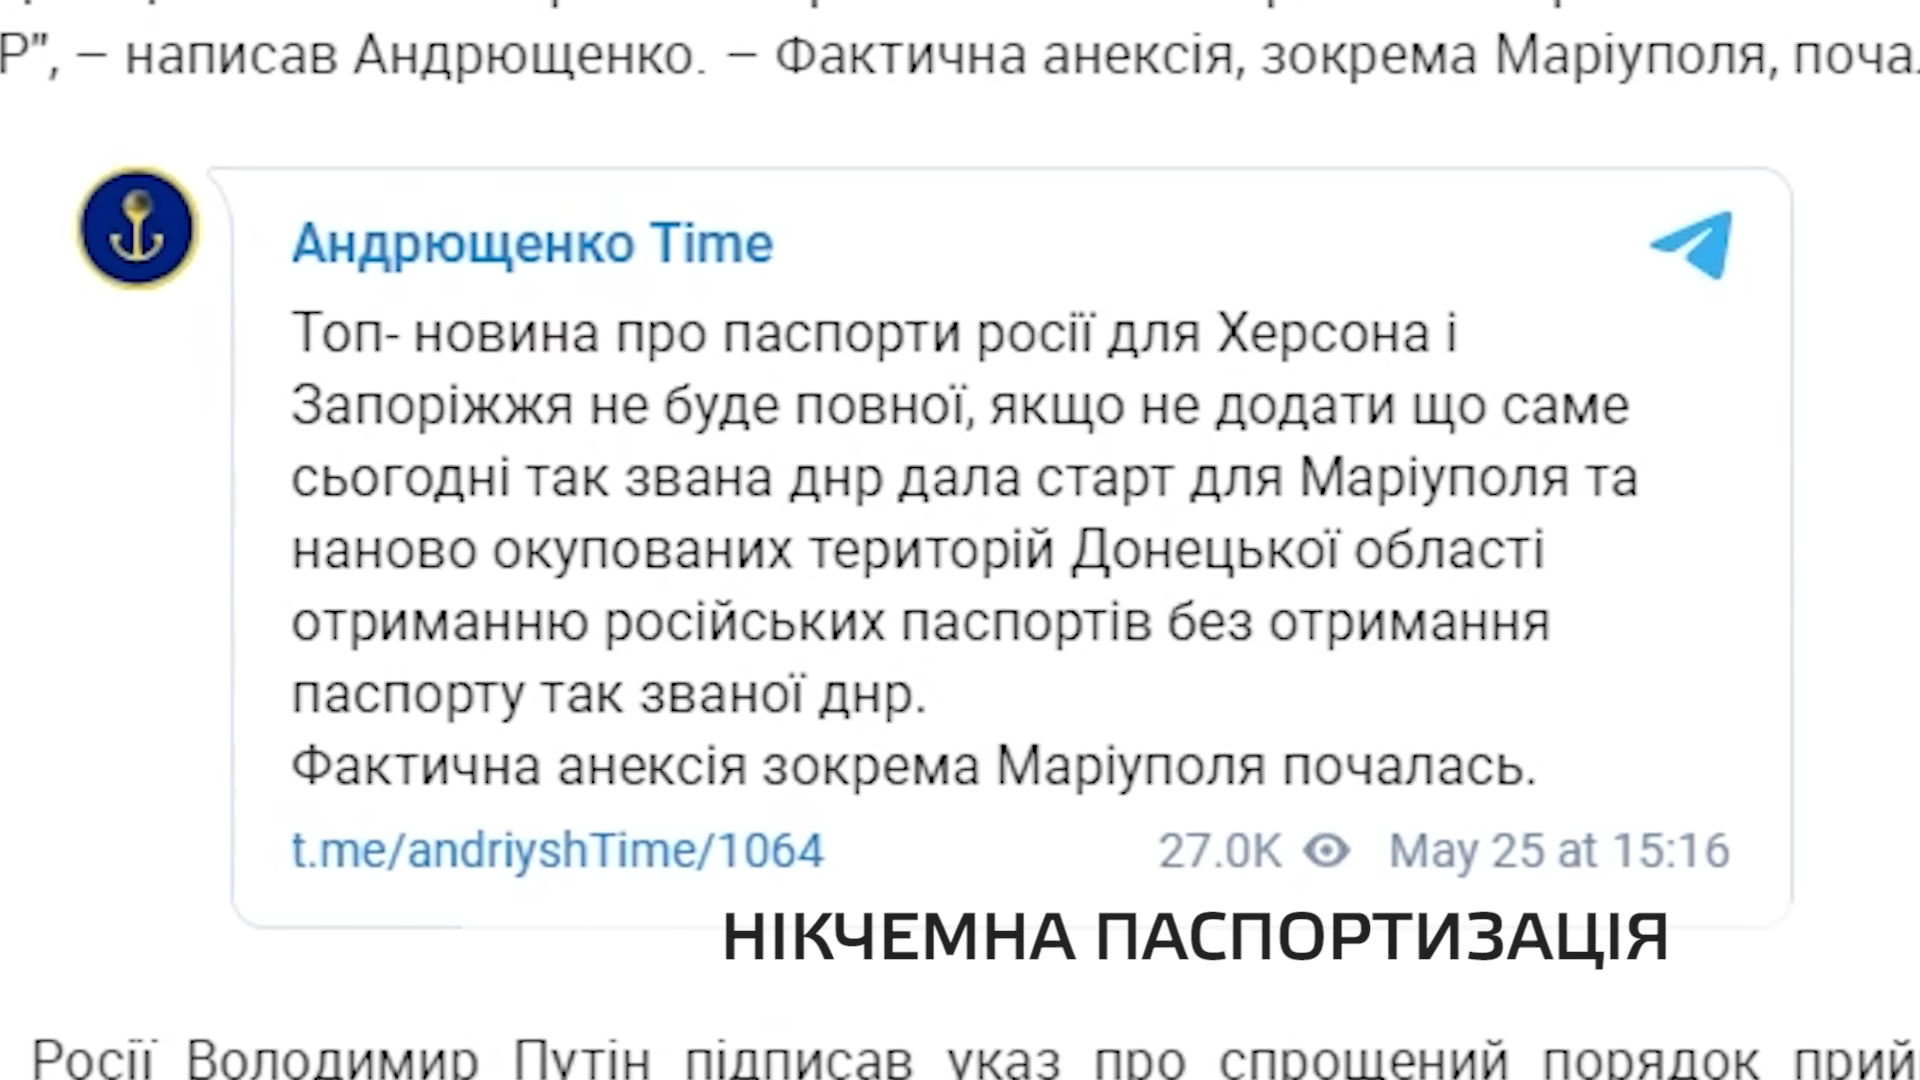 Р", – написав Андрющенко. – Фактична анексія, зокрема Маріуполя, поча
Андрющенко Time
Топ- новина про паспорти росії для Херсона і
Запоріжжя не буде повної, якщо не додати що саме
сьогодні так звана днр дала старт для Маріуполя та
наново окупованих територій Донецької області
отриманню російських паспортів без отримання
паспорту так званої днр.
Фактична анексія зокрема Маріуполя почалась.
t.me/andriyshTime/1064 27.0K May 25 at 15:16
НІКЧЕМНА ПАСПОРТИЗАЦІЯ
Росії Володимир Путін підписав указ про спрощений порядок прий